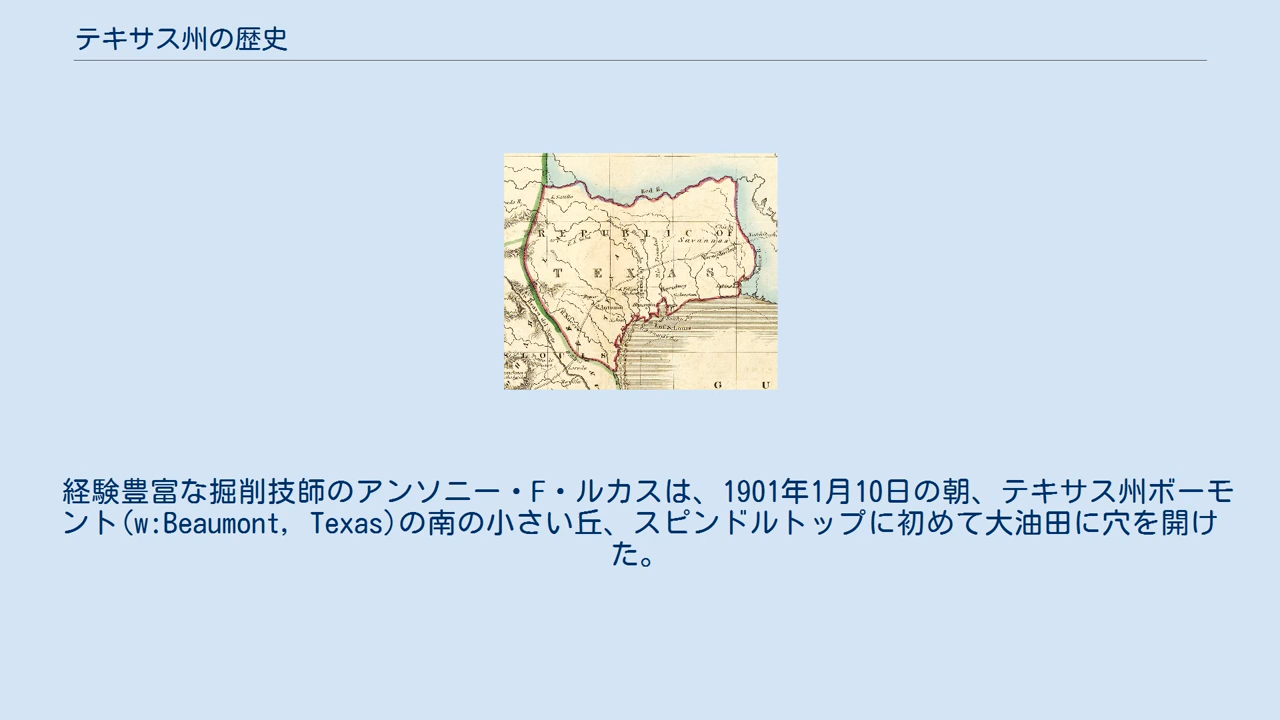 テキサス州の歴史
Red R.
REPUBLIC OF
TEXAS
G U
経験豊富な掘削技師のアンソニー・F・ルカスは、1901年1月10日の朝、テキサス州ボーモ
ント(w:Beaumont, Texas)の南の小さい丘、スピンドルトップに初めて大油田に穴を開け
た。